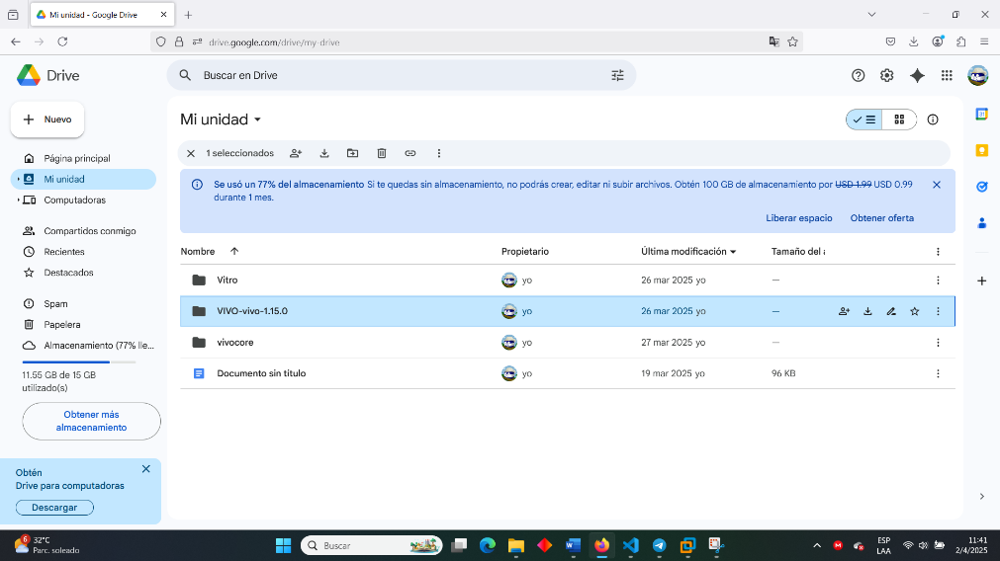 Mi unidad - Google Drive
drive.google.com/drive/my-drive
Drive
Buscar en Drive
Nuevo
Página principal
Mi unidad
Computadoras
Compartidos conmigo
Recientes
Destacados
Spam
Papelera
Almacenamiento (77% lle...
11.55 GB de 15 GB
utilizado(s)
Obtener más
almacenamiento
Obtén
Drive para computadoras
Descargar
Mi unidad
1 seleccionados
Se usó un 77% del almacenamiento Si te quedas sin almacenamiento, no podrás crear, editar ni subir archivos. Obtén 100 GB de almacenamiento por USD 1.99 USD 0.99
durante 1 mes.
Liberar espacio Obtener oferta
Nombre Propietario Última modificación Tamaño del a
Vitro yo 26 mar 2025 yo —
VIVO-vivo-1.15.0 yo 26 mar 2025 yo —
vivocore yo 27 mar 2025 yo —
Documento sin título yo 19 mar 2025 yo 96 KB
31
6
32°C
Parc. soleado
Buscar
ESP
LAA
11:41
2/4/2025